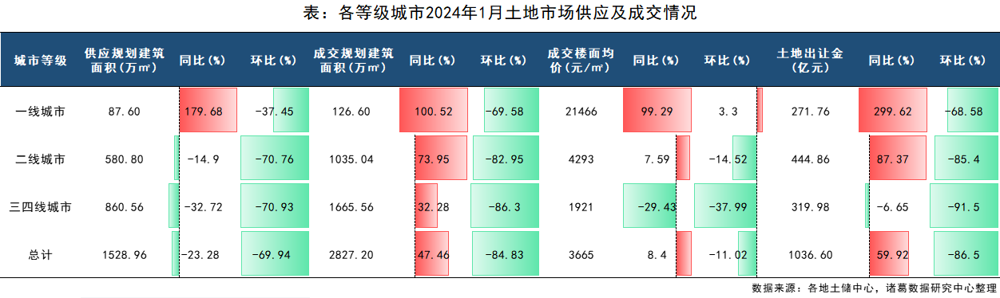 表：各等级城市2024年1月土地市场供应及成交情况
城市等级 供应规划建筑面积(万㎡) 同比(%) 环比(%) 成交规划建筑面积(万㎡) 同比(%) 环比(%) 成交楼面均价(元/㎡) 同比(%) 环比(%) 土地出让金(亿元) 同比(%) 环比(%)
一线城市 87.60 179.68 -37.45 126.60 100.52 -69.58 21466 99.29 3.3 271.76 299.62 -68.58
二线城市 580.80 -14.9 -70.76 1035.04 73.95 -82.95 4293 7.59 -14.52 444.86 87.37 -85.4
三四线城市 860.56 -32.72 -70.93 1665.56 32.28 -86.3 1921 -29.43 -37.99 319.98 -6.65 -91.5
总计 1528.96 -23.28 -69.94 2827.20 47.46 -84.83 3665 8.4 -11.02 1036.60 59.92 -86.5
数据来源：各地土储中心，诸葛数据研究中心整理